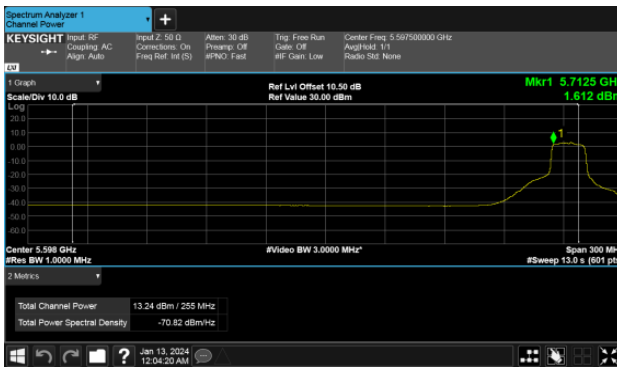 Spectrum Analyzer 1
Channel Power
+
KEYSIGHT Input: RF Input Z: 50 Ω Atten: 30 dB Trig: Free Run Center Freq: 5.597500000 GHz
Coupling: AC Corrections: On Preamp: Off Gate: Off Avg|Hold: 1/1
Align: Auto Freq Ref: Int (S) #PNO: Fast #IF Gain: Low Radio Std: None
LXI
1 Graph Ref Lvl Offset 10.50 dB Mkr1 5.7125 GH
Scale/Div 10.0 dB Ref Value 30.00 dBm 1.612 dBr
Log
20.0
10.0 1
0.00
-10.0
-20.0
-30.0
-40.0
-50.0
-60.0
Center 5.598 GHz #Video BW 3.0000 MHz* Span 300 MH
#Res BW 1.0000 MHz #Sweep 13.0 s (601 pts
2 Metrics
Total Channel Power 13.24 dBm / 255 MHz
Total Power Spectral Density -70.82 dBm/Hz
? Jan 13, 2024
12:04:20 AM